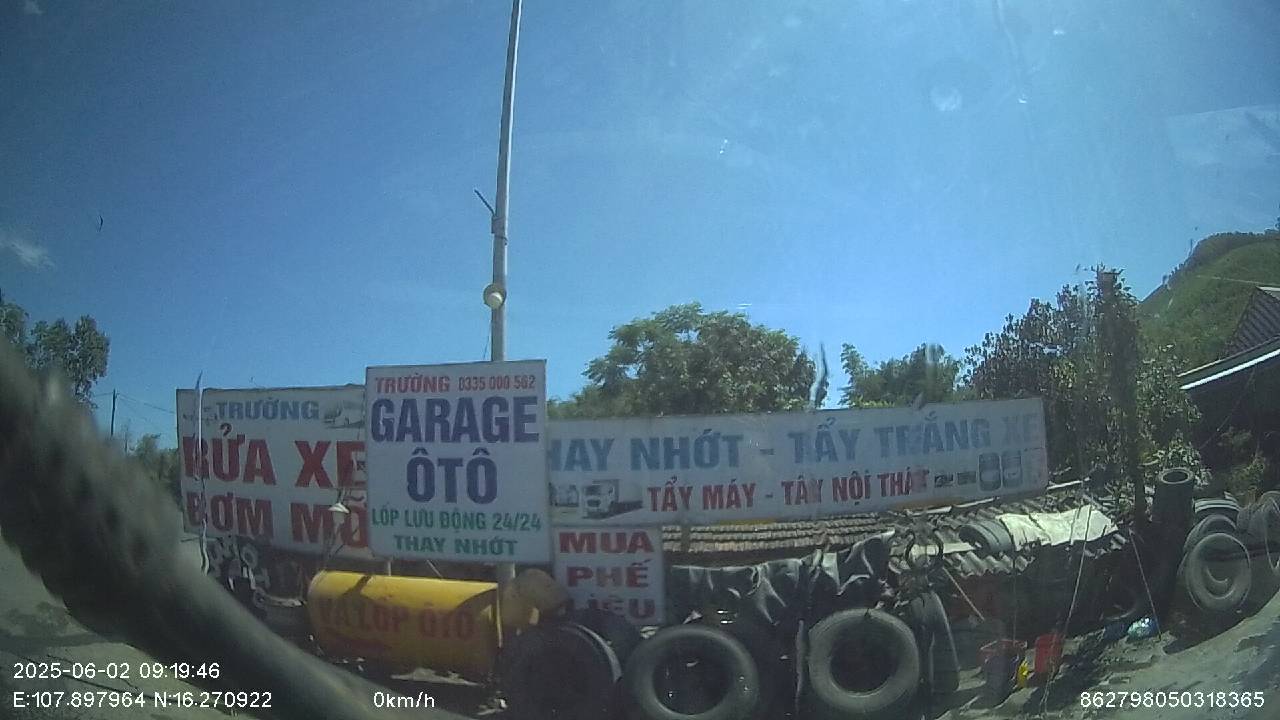 TRƯỜNG
RỬA XE
BƠM MỠ
TRƯỜNG 0335 000 562
GARAGE
ÔTÔ
LỐP LƯU ĐỘNG 24/24
THAY NHỚT
HAY NHỚT - TẨY TRẮNG XE
TẨY MÁY - TẨY NỘI THẤT
MUA
PHẾ
LIỆU
VÁ LỐP ÔTÔ
2025-06-02 09:19:46
E:107.897964 N:16.270922
0km/h
862798050318365